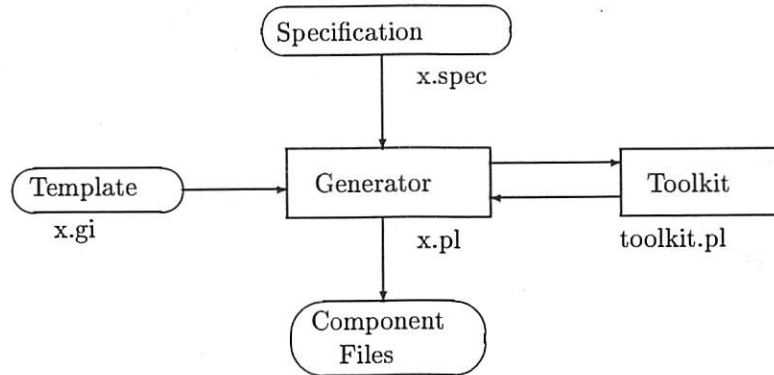 Specification
x.spec
Template
x.gi
Generator
x.pl
Toolkit
toolkit.pl
Component
Files